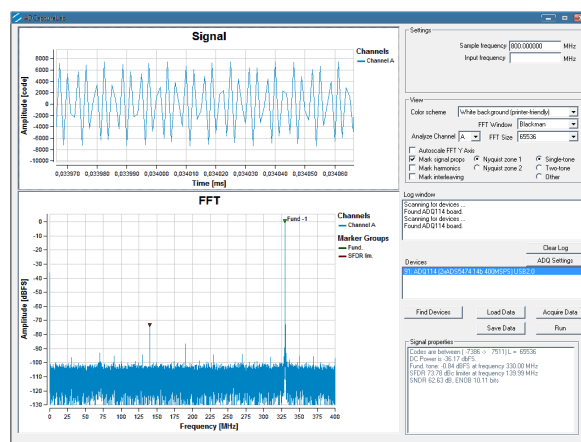 ADCaptureLab
Signal
Amplitude [code]
8000
6000
4000
2000
0
-2000
-4000
-6000
-8000
-10000
0,033970 0,033980 0,033990 0,034000 0,034010 0,034020 0,034030 0,034040 0,034050 0,034060
Time [ms]
Channels
Channel A
FFT
Amplitude [dBFS]
0
-10
-20
-30
-40
-50
-60
-70
-80
-90
-100
-110
-120
-130
0 25 50 75 100 125 150 175 200 225 250 275 300 325 350 375 400
Frequency [MHz]
Fund -1
Channels
Channel A
Marker Groups
Fund.
SFDR lim.
Settings
Sample frequency 800.000000 MHz
Input frequency MHz
View
Color scheme White background (printer-friendly)
FFT Window Blackman
Analyze Channel A FFT Size 65536
Autoscale FFT Y Axis
Mark signal props Nyquist zone 1 Single-tone
Mark harmonics Nyquist zone 2 Two-tone
Mark interleaving Other
Log window
Scanning for devices ...
Found ADQ114 board.
Scanning for devices ...
Found ADQ114 board.
Clear Log
Devices ADQ Settings
91: ADQ114 (2xADS5474 14b 400MSPS) USB2.0
Find Devices Load Data Acquire Data
Save Data Run
Signal properties
Codes are between (-7386 -> 7511) L = 65536
DC Power is -36.17 dbFS.
Fund. tone: -0.84 dBFS at frequency 330.00 MHz
SFDR 73.78 dBc limiter at frequency 139.99 MHz
SNDR 62.63 dB. ENOB 10.11 bits